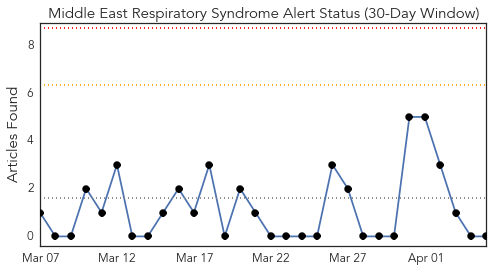 Middle East Respiratory Syndrome Alert Status (30-Day Window)
Articles Found
8
6
4
2
0
Mar 07 Mar 12 Mar 17 Mar 22 Mar 27 Apr 01